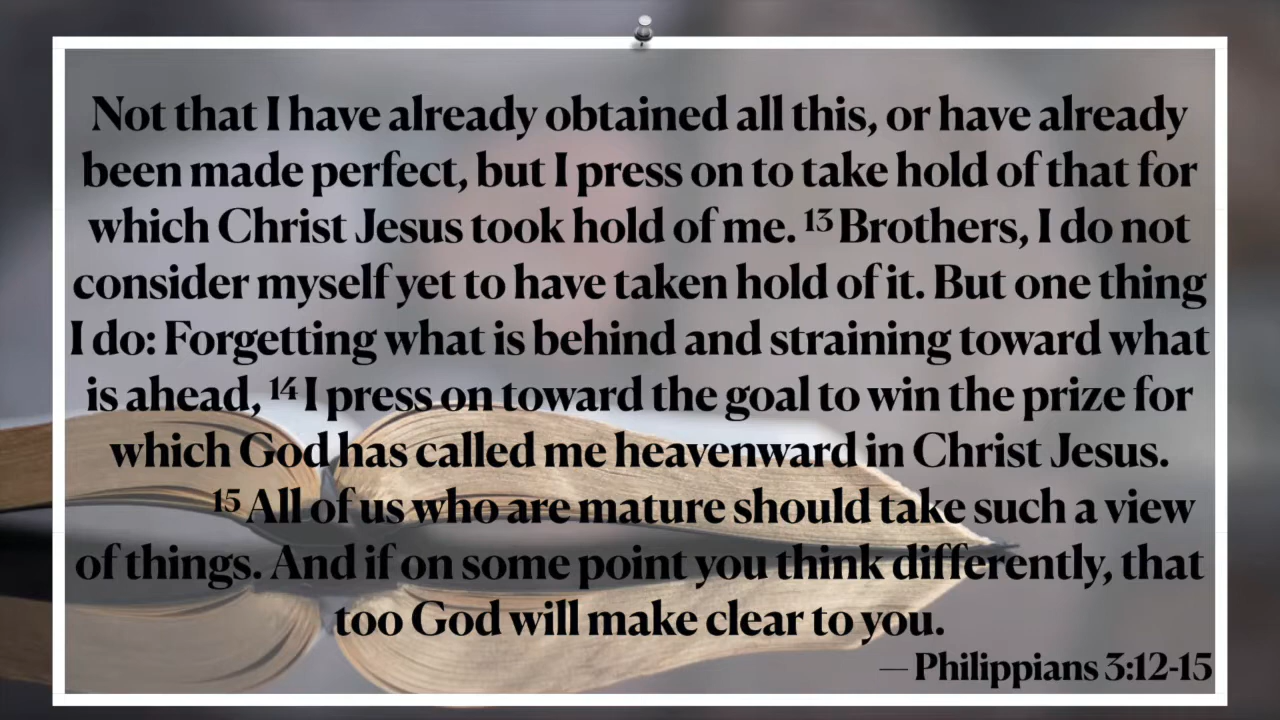 Not that I have already obtained all this, or have already
been made perfect, but I press on to take hold of that for
which Christ Jesus took hold of me. ¹³ Brothers, I do not
consider myself yet to have taken hold of it. But one thing
I do: Forgetting what is behind and straining toward what
is ahead, ¹⁴ I press on toward the goal to win the prize for
which God has called me heavenward in Christ Jesus.
¹⁵ All of us who are mature should take such a view
of things. And if on some point you think differently, that
too God will make clear to you.
— Philippians 3:12-15